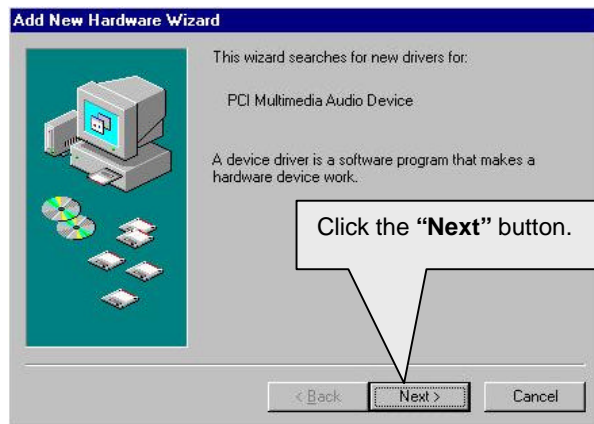 Add New Hardware Wizard
This wizard searches for new drivers for:
PCI Multimedia Audio Device
A device driver is a software program that makes a
hardware device work.
Click the “Next” button.
< Back
Next >
Cancel